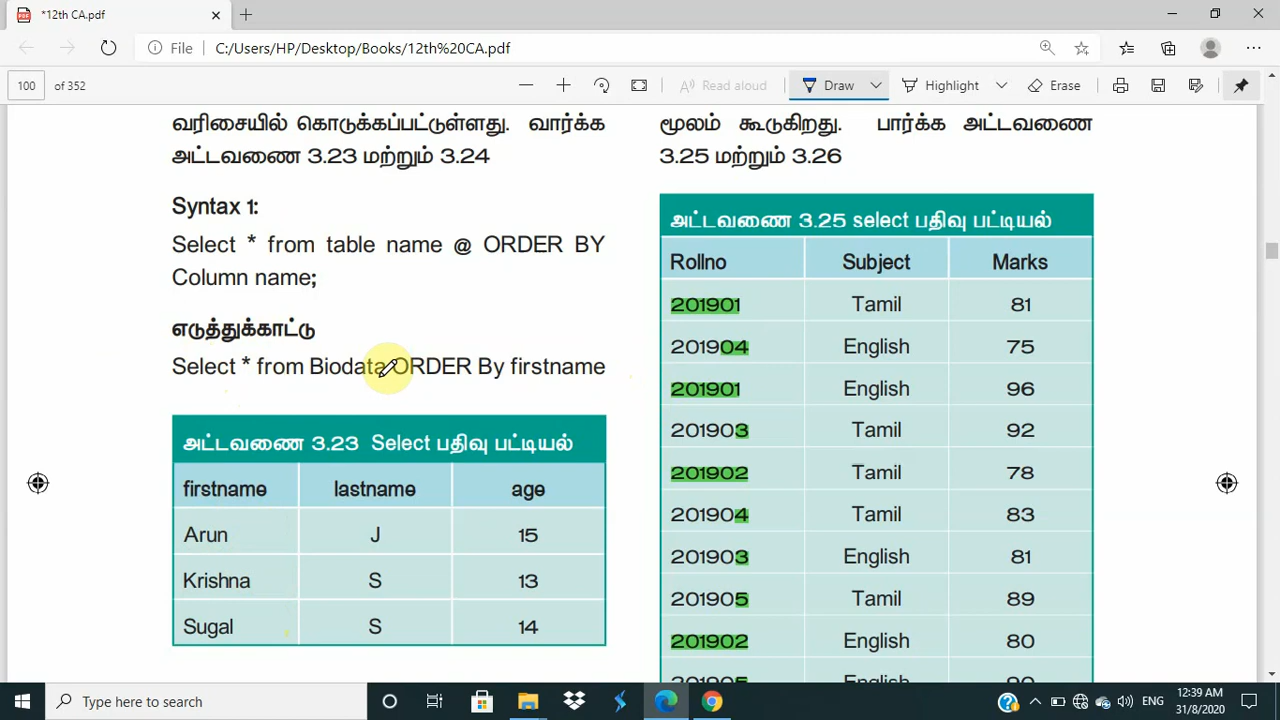 *12th CA.pdf
File C:/Users/HP/Desktop/Books/12th%20CA.pdf
100 of 352 Read aloud Draw Highlight Erase
வரிசையில் கொடுக்கப்பட்டுள்ளது. வார்க்க
அட்டவணை 3.23 மற்றும் 3.24
Syntax 1:
Select * from table name @ ORDER BY
Column name;
எடுத்துக்காட்டு
Select * from Biodata ORDER By firstname
அட்டவணை 3.23 Select பதிவு பட்டியல்
firstname lastname age
Arun J 15
Krishna S 13
Sugal S 14
மூலம் கூடுகிறது. பார்க்க அட்டவணை
3.25 மற்றும் 3.26
அட்டவணை 3.25 select பதிவு பட்டியல்
Rollno Subject Marks
201901 Tamil 81
201904 English 75
201901 English 96
201903 Tamil 92
201902 Tamil 78
201904 Tamil 83
201903 English 81
201905 Tamil 89
201902 English 80
Type here to search
ENG 12:39 AM
31/8/2020